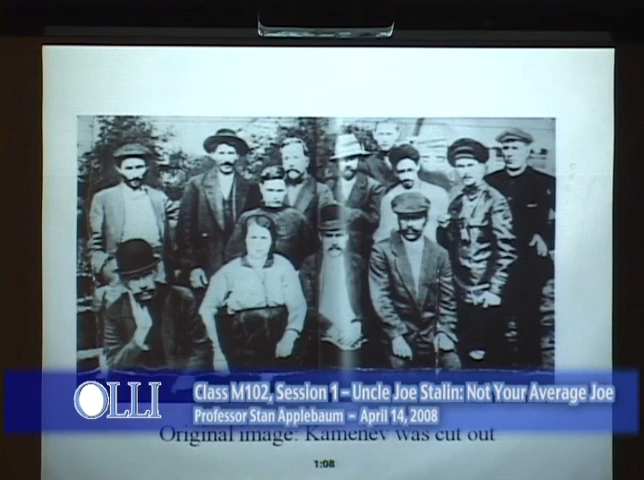 OLLI
Class M102, Session 1 – Uncle Joe Stalin: Not Your Average Joe
Professor Stan Applebaum – April 14, 2008
Original image: Kamenev was cut out
1:08